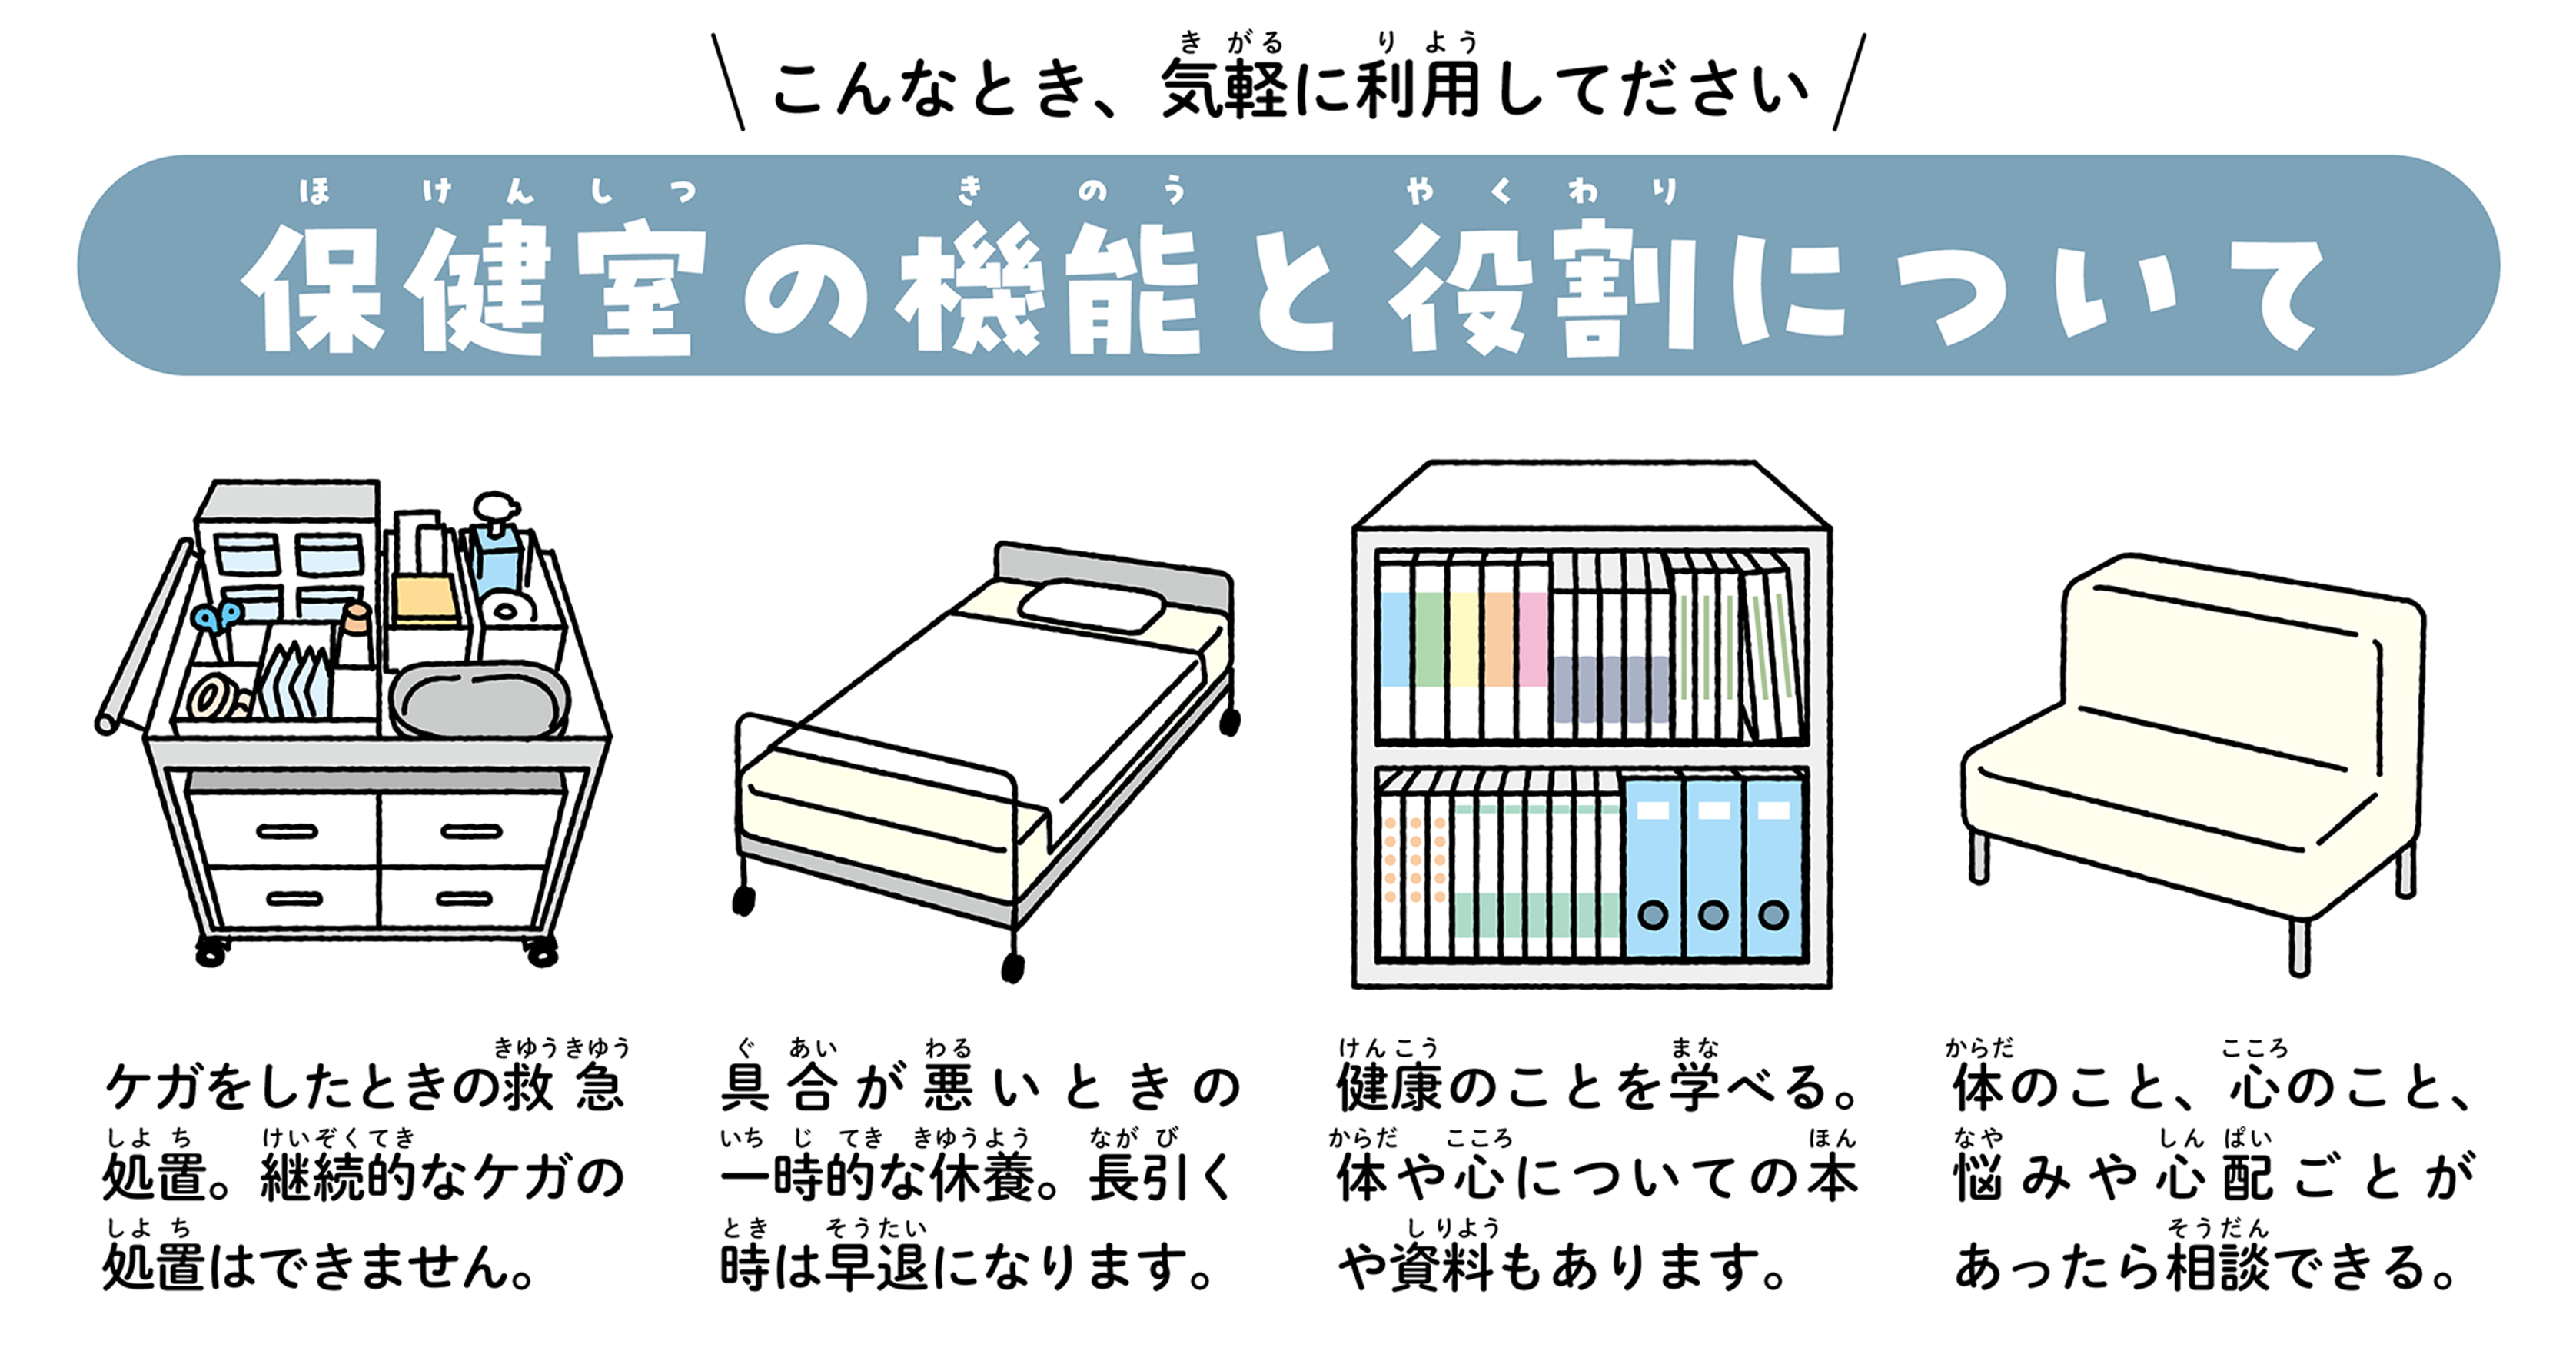 こんなとき、気軽に利用してださい
保健室の機能と役割について
ケガをしたときの救急
処置。継続的なケガの
処置はできません。
具合が悪いときの
一時的な休養。長引く
時は早退になります。
健康のことを学べる。
体や心についての本
や資料もあります。
体のこと、心のこと、
悩みや心配ごとが
あったら相談できる。